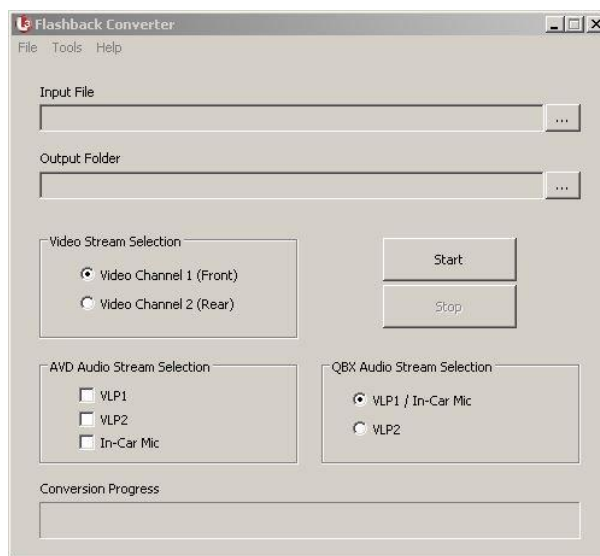 Flashback Converter
File Tools Help
Input File
...
Output Folder
...
Video Stream Selection
Video Channel 1 (Front)
Video Channel 2 (Rear)
Start
Stop
AVD Audio Stream Selection
VLP1
VLP2
In-Car Mic
QBX Audio Stream Selection
VLP1 / In-Car Mic
VLP2
Conversion Progress